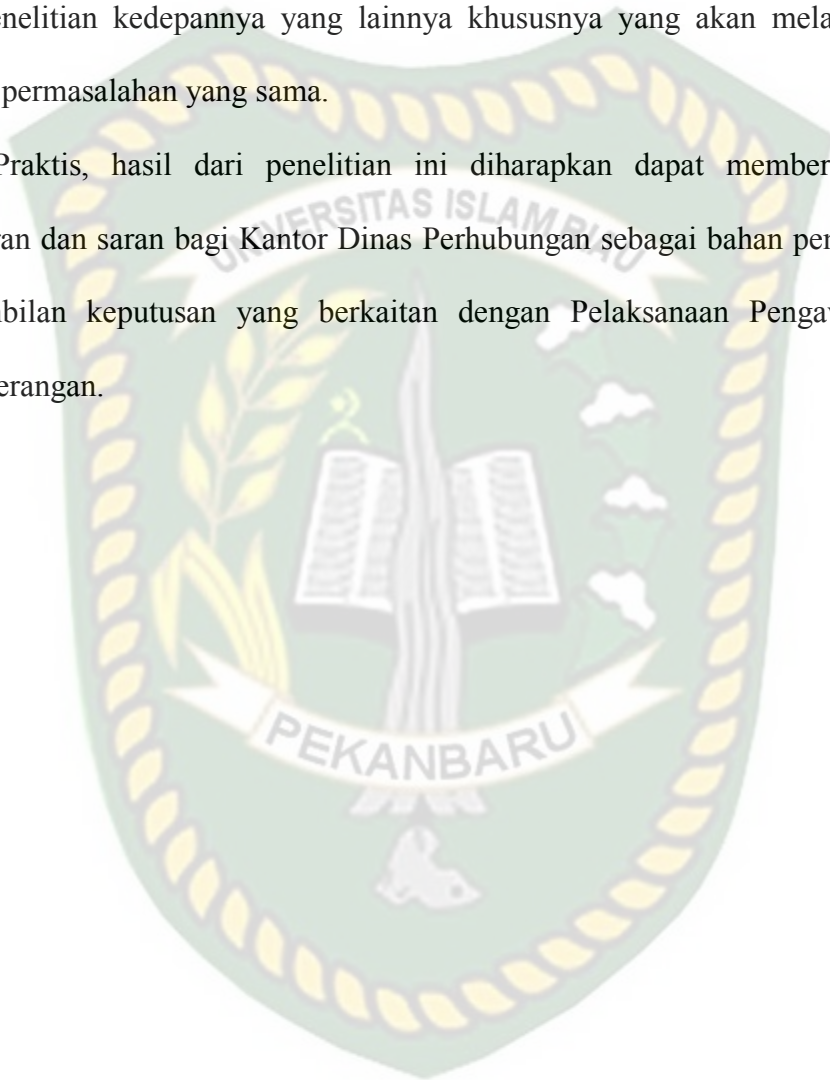 enelitian kedepannya yang lainnya khususnya yang akan mela
permasalahan yang sama.
Praktis, hasil dari penelitian ini diharapkan dapat member
ran dan saran bagi Kantor Dinas Perhubungan sebagai bahan per
bilan keputusan yang berkaitan dengan Pelaksanaan Pengav
erangan.
UNIVERSITAS ISLAM RIAU
PEKANBARU